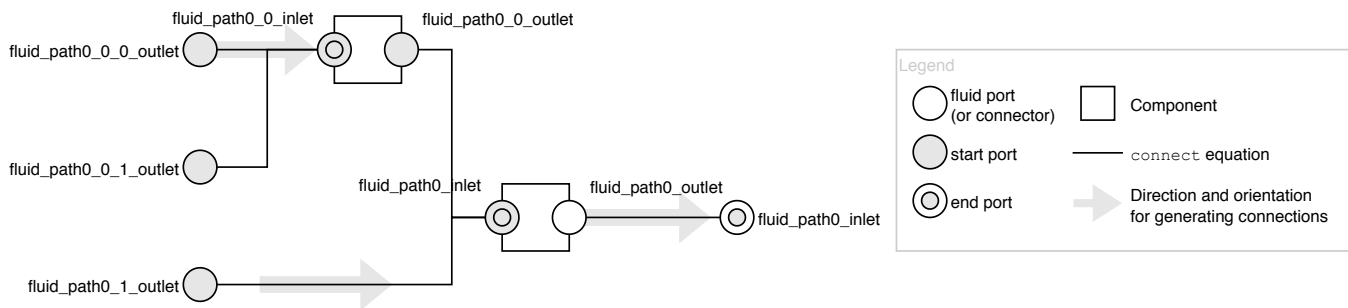 fluid_path0_0_inlet
fluid_path0_0_outlet
fluid_path0_0_0_outlet
fluid_path0_0_1_outlet
fluid_path0_inlet
fluid_path0_outlet
fluid_path0_inlet
fluid_path0_1_outlet
Legend
fluid port
(or connector)
Component
start port
connect equation
end port
Direction and orientation
for generating connections